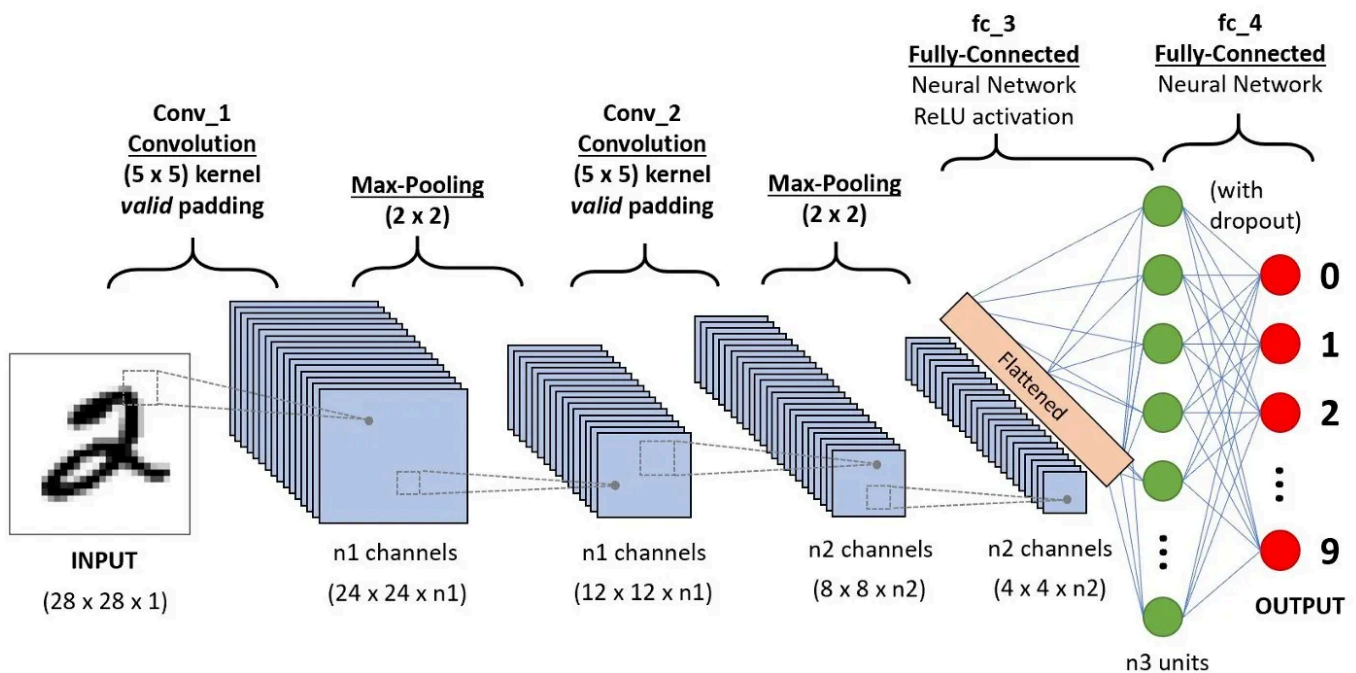 Conv_1
Convolution
(5 x 5) kernel
valid padding
Max-Pooling
(2 x 2)
Conv_2
Convolution
(5 x 5) kernel
valid padding
Max-Pooling
(2 x 2)
fc_3
Fully-Connected
Neural Network
ReLU activation
fc_4
Fully-Connected
Neural Network
(with
dropout)
INPUT
(28 x 28 x 1)
n1 channels
(24 x 24 x n1)
n1 channels
(12 x 12 x n1)
n2 channels
(8 x 8 x n2)
n2 channels
(4 x 4 x n2)
Flattened
n3 units
0
1
2
9
OUTPUT
2